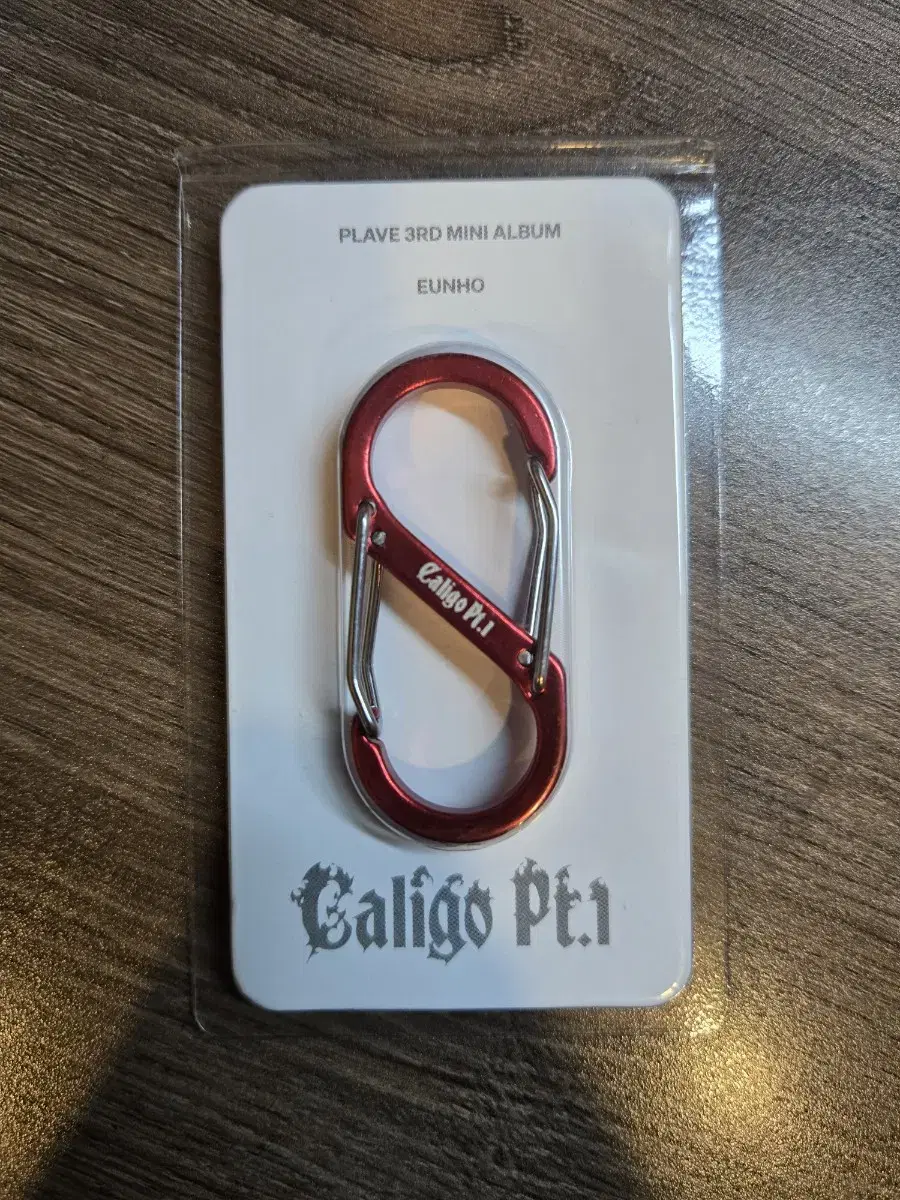 PLAVE 3RD MINI ALBUM
EUNHO
Caligo Pt.1
Caligo Pt.1